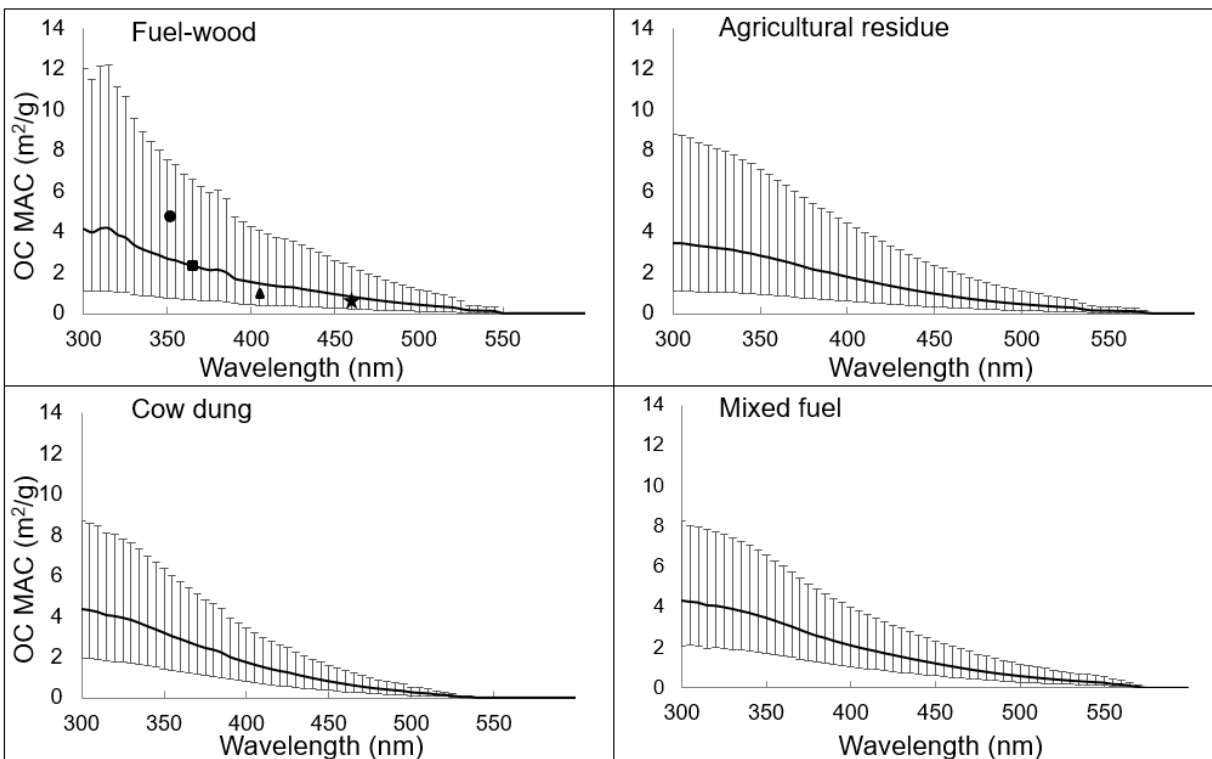 Fuel-wood
14
12
10
8
6
4
2
0
OC MAC (m²/g)
300 350 400 450 500 550
Wavelength (nm)
Agricultural residue
14
12
10
8
6
4
2
0
300 350 400 450 500 550
Wavelength (nm)
Cow dung
14
12
10
8
6
4
2
0
OC MAC (m²/g)
300 350 400 450 500 550
Wavelength (nm)
Mixed fuel
14
12
10
8
6
4
2
0
300 350 400 450 500 550
Wavelength (nm)